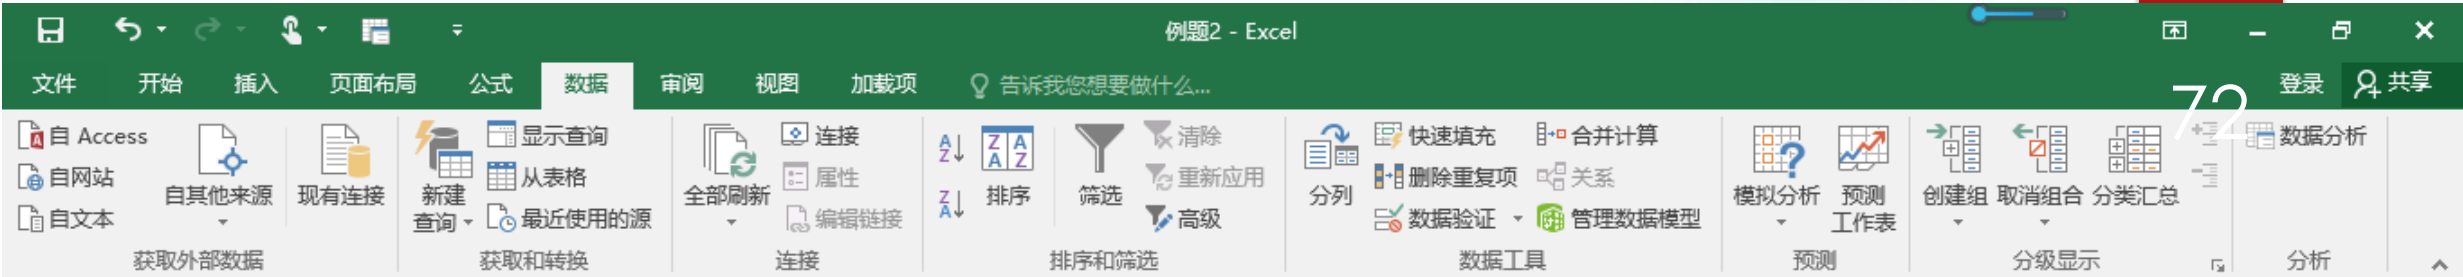 例题2 - Excel
文件 开始 插入 页面布局 公式 数据 审阅 视图 加载项 告诉我您想要做什么... 登录 共享
72
自 Access
自网站
自文本
自其他来源
现有连接
获取外部数据
新建
查询
显示查询
从表格
最近使用的源
获取和转换
全部刷新
连接
属性
编辑链接
连接
排序
筛选
清除
重新应用
高级
排序和筛选
分列
快速填充
删除重复项
数据验证
合并计算
关系
管理数据模型
数据工具
模拟分析
预测
工作表
预测
创建组
取消组合
分类汇总
分级显示
数据分析
分析